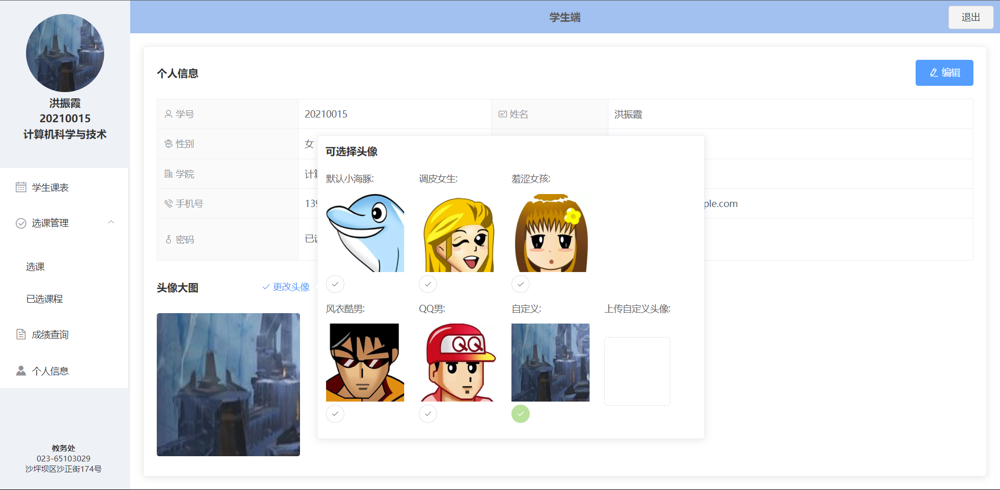 学生端
退出
洪振霞
20210015
计算机科学与技术
学生课表
选课管理
选课
已选课程
成绩查询
个人信息
教务处
023-65103029
沙坪坝区沙正街174号
个人信息
编辑
学号 20210015 姓名 洪振霞
性别 女
学院 计算
手机号 139 ple.com
密码 已设
头像大图
更改头像
可选择头像
默认小海豚: 调皮女生: 羞涩女孩:
风衣酷男: QQ男: 自定义: 上传自定义头像:
QQ